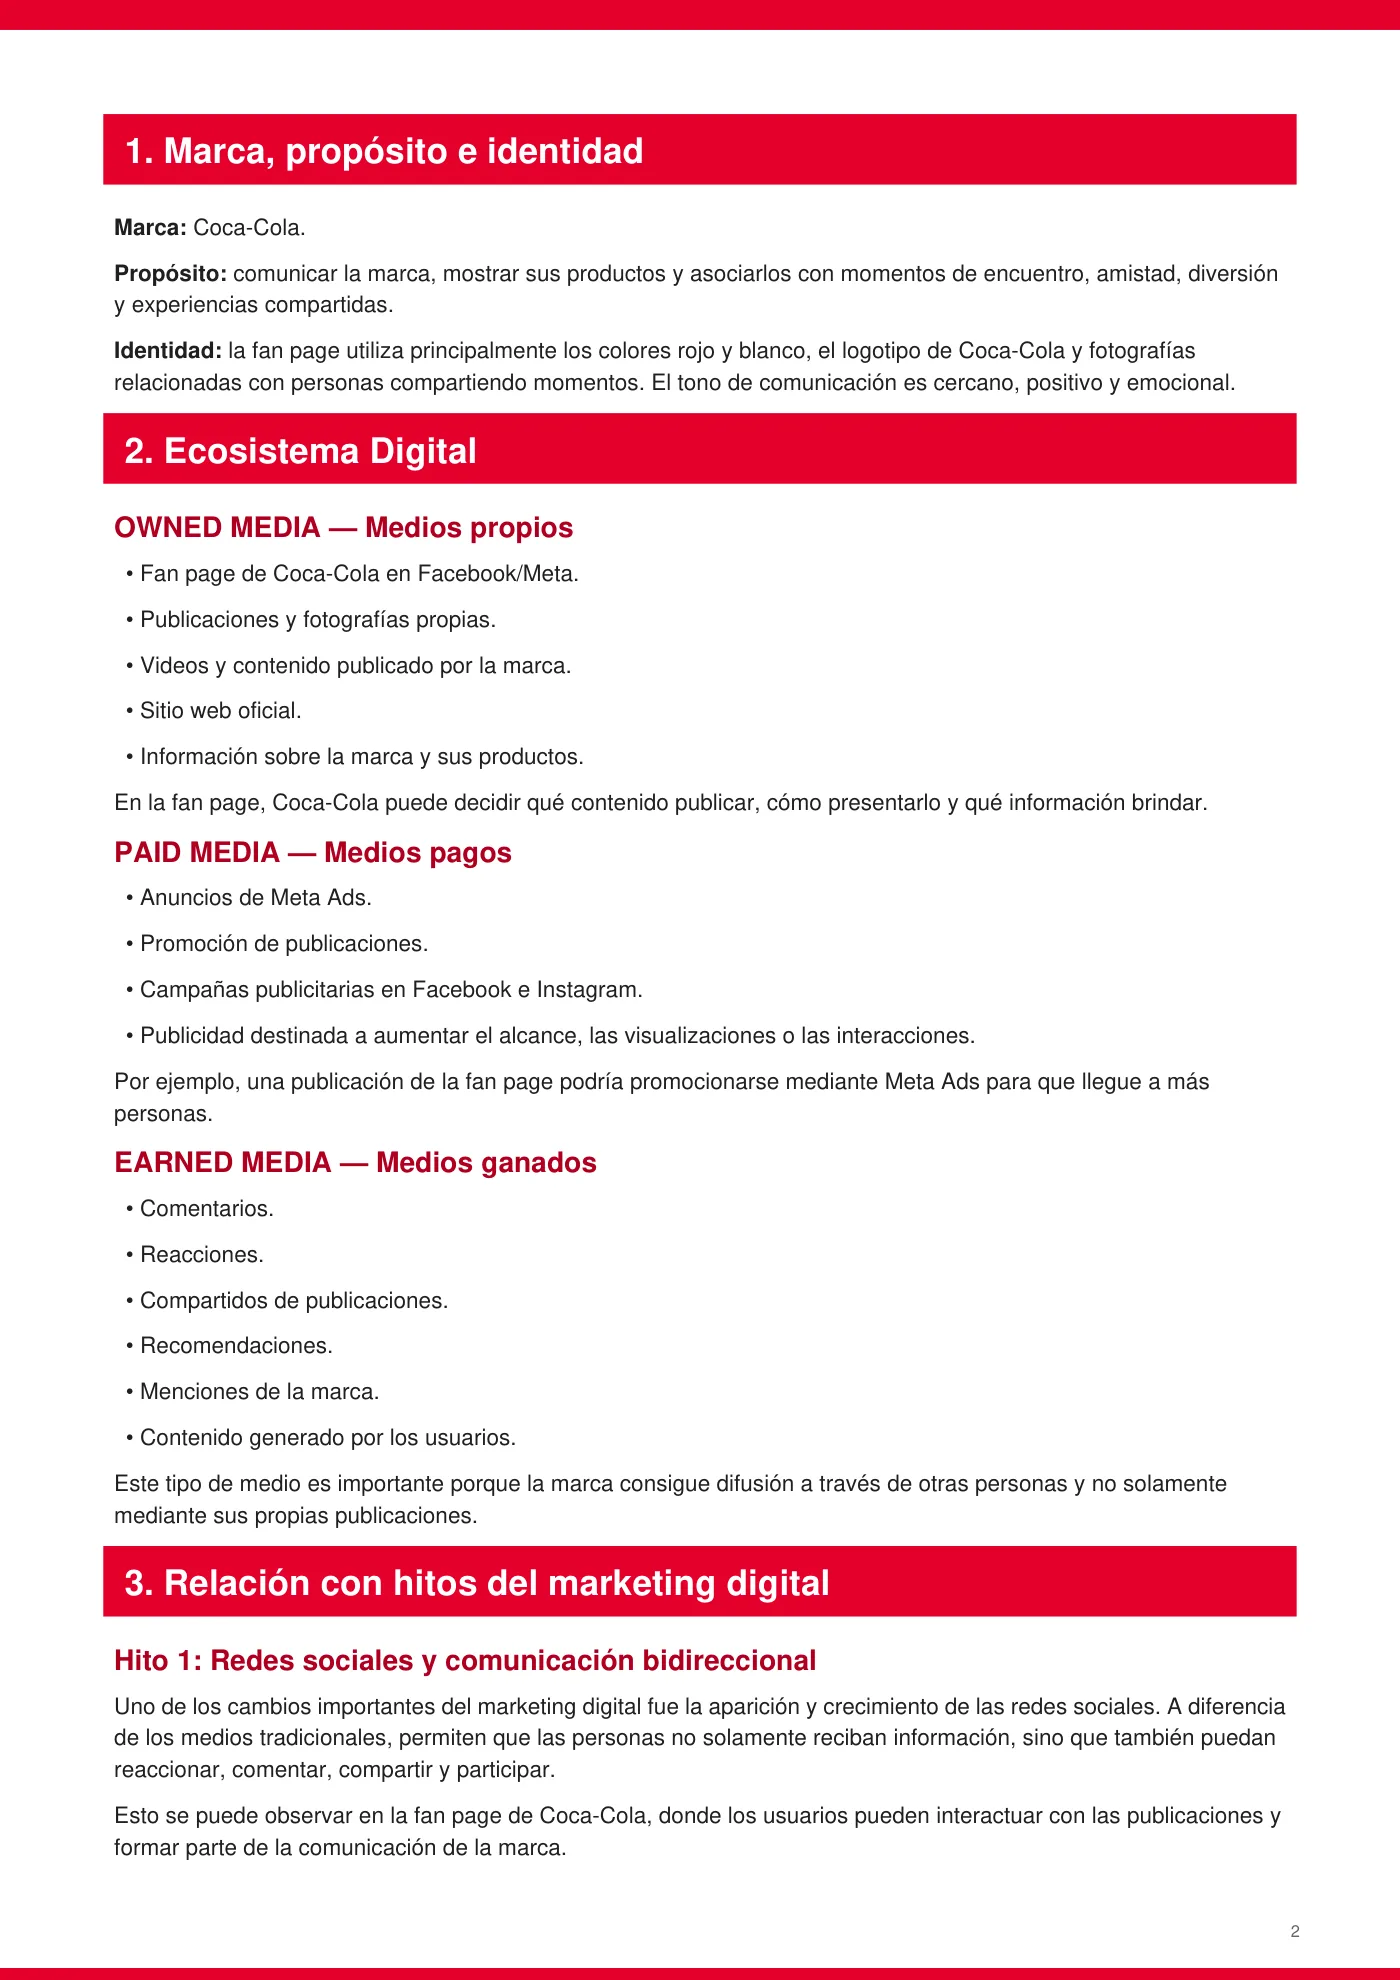 1. Marca, propósito e identidad
Marca: Coca-Cola.
Propósito: comunicar la marca, mostrar sus productos y asociarlos con momentos de encuentro, amistad, diversión
y experiencias compartidas.
Identidad: la fan page utiliza principalmente los colores rojo y blanco, el logotipo de Coca-Cola y fotografías
relacionadas con personas compartiendo momentos. El tono de comunicación es cercano, positivo y emocional.
2. Ecosistema Digital
OWNED MEDIA — Medios propios
• Fan page de Coca-Cola en Facebook/Meta.
• Publicaciones y fotografías propias.
• Videos y contenido publicado por la marca.
• Sitio web oficial.
• Información sobre la marca y sus productos.
En la fan page, Coca-Cola puede decidir qué contenido publicar, cómo presentarlo y qué información brindar.
PAID MEDIA — Medios pagos
• Anuncios de Meta Ads.
• Promoción de publicaciones.
• Campañas publicitarias en Facebook e Instagram.
• Publicidad destinada a aumentar el alcance, las visualizaciones o las interacciones.
Por ejemplo, una publicación de la fan page podría promocionarse mediante Meta Ads para que llegue a más
personas.
EARNED MEDIA — Medios ganados
• Comentarios.
• Reacciones.
• Compartidos de publicaciones.
• Recomendaciones.
• Menciones de la marca.
• Contenido generado por los usuarios.
Este tipo de medio es importante porque la marca consigue difusión a través de otras personas y no solamente
mediante sus propias publicaciones.
3. Relación con hitos del marketing digital
Hito 1: Redes sociales y comunicación bidireccional
Uno de los cambios importantes del marketing digital fue la aparición y crecimiento de las redes sociales. A diferencia
de los medios tradicionales, permiten que las personas no solamente reciban información, sino que también puedan
reaccionar, comentar, compartir y participar.
Esto se puede observar en la fan page de Coca-Cola, donde los usuarios pueden interactuar con las publicaciones y
formar parte de la comunicación de la marca.
2